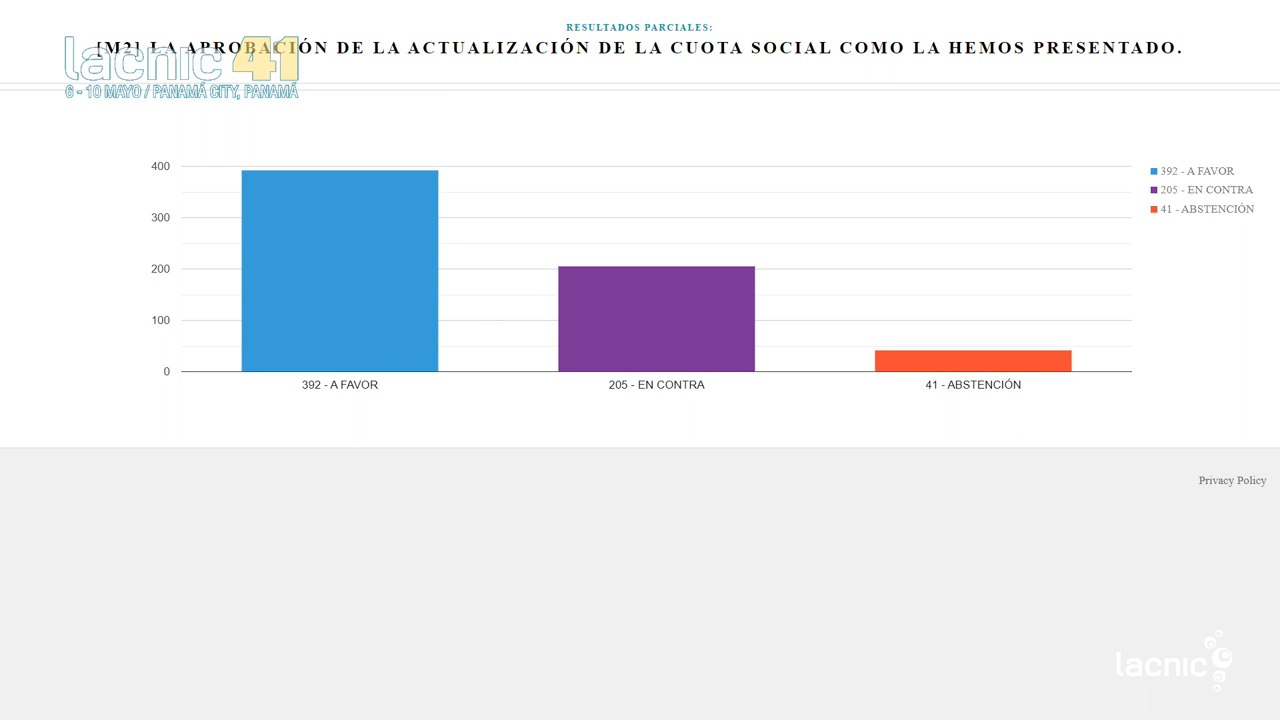 RESULTADOS PARCIALES:
[M2] LA APROBACIÓN DE LA ACTUALIZACIÓN DE LA CUOTA SOCIAL COMO LA HEMOS PRESENTADO.
lacnic 41
6 - 10 MAYO / PANAMÁ CITY, PANAMÁ
400
300
200
100
0
392 - A FAVOR
205 - EN CONTRA
41 - ABSTENCIÓN
392 - A FAVOR
205 - EN CONTRA
41 - ABSTENCIÓN
Privacy Policy
lacnic